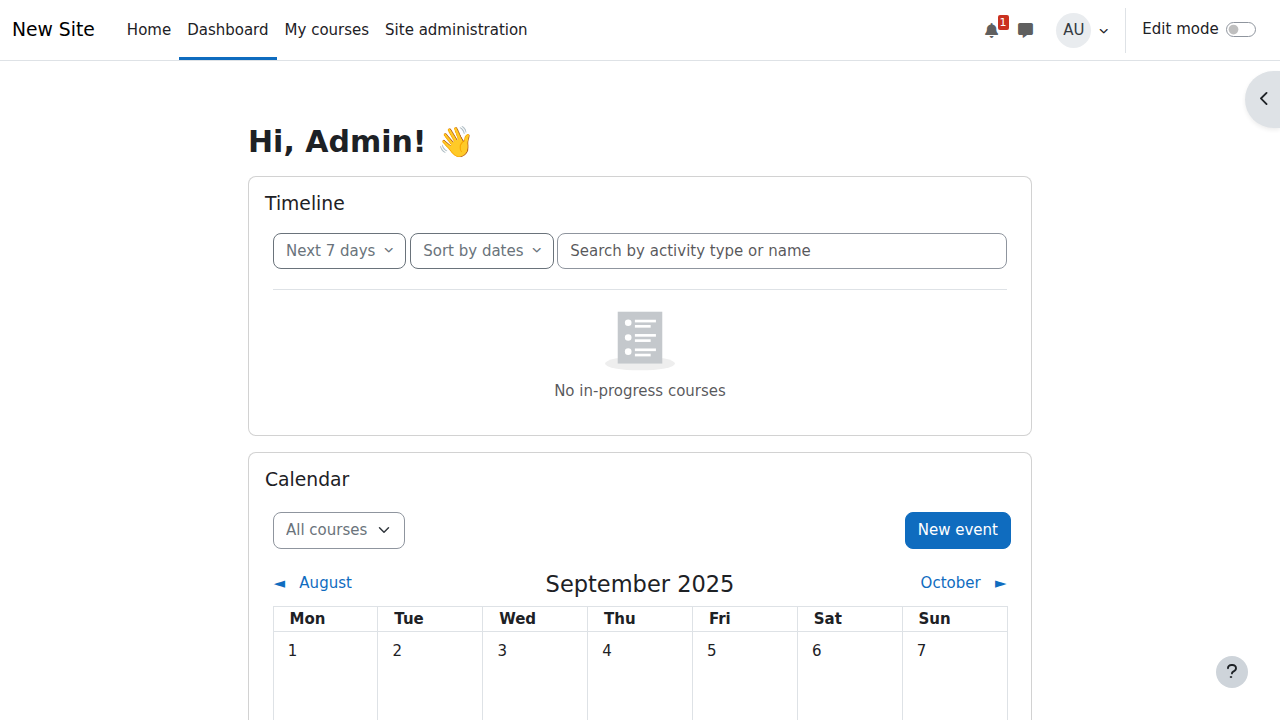 New Site Home Dashboard My courses Site administration 1 AU Edit mode
Hi, Admin! 👋
Timeline
Next 7 days Sort by dates Search by activity type or name
No in-progress courses
Calendar
All courses New event
◄ August September 2025 October ►
Mon Tue Wed Thu Fri Sat Sun
1 2 3 4 5 6 7
?